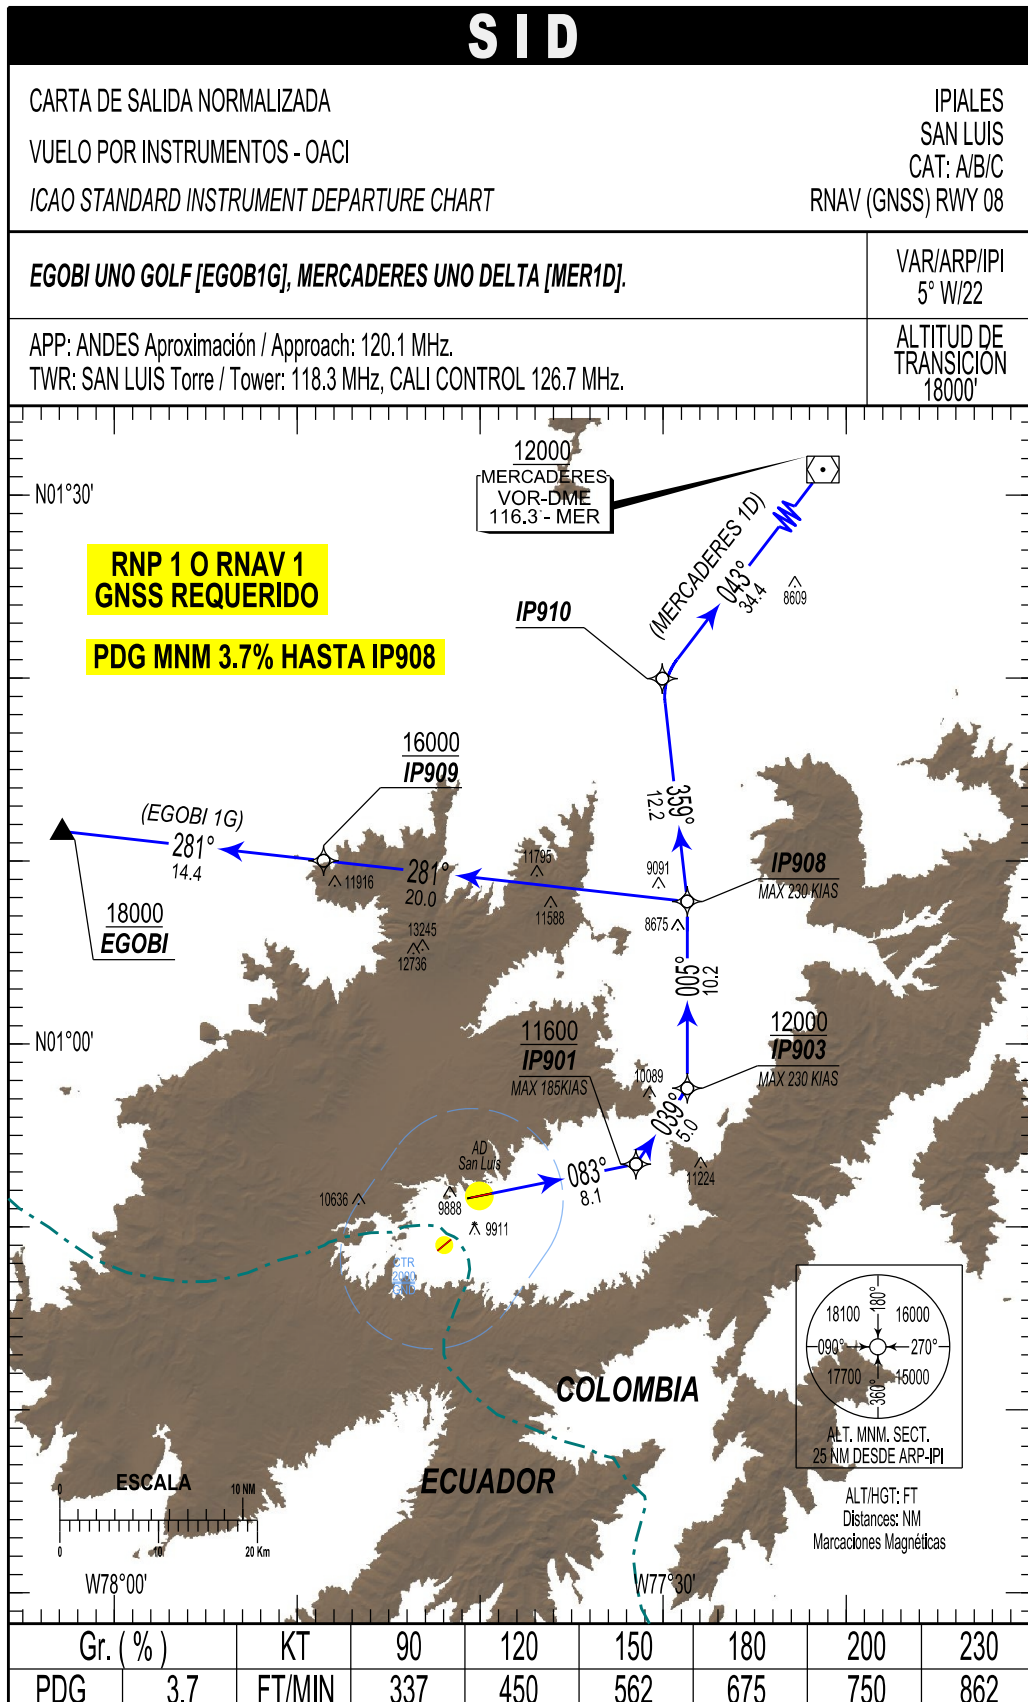 SID
CARTA DE SALIDA NORMALIZADA
VUELO POR INSTRUMENTOS - OACI
ICAO STANDARD INSTRUMENT DEPARTURE CHART
IPIALES
SAN LUIS
CAT: A/B/C
RNAV (GNSS) RWY 08
EGOBI UNO GOLF [EGOB1G], MERCADERES UNO DELTA [MER1D].
VAR/ARP/IPI
5° W/22
APP: ANDES Aproximación / Approach: 120.1 MHz.
TWR: SAN LUIS Torre / Tower: 118.3 MHz, CALI CONTROL 126.7 MHz.
ALTITUD DE
TRANSICIÓN
18000'
12000
MERCADERES
VOR-DME
116.3 - MER
N01°30'
RNP 1 O RNAV 1
GNSS REQUERIDO
PDG MNM 3.7% HASTA IP908
(MERCADERES 1D)
043°
34.4
8609
IP910
16000
IP909
359°
12.2
(EGOBI 1G)
281°
14.4
11916
281°
20.0
11795
11588
9091
8675
IP908
MAX 230 KIAS
18000
EGOBI
13245
12736
005°
10.2
N01°00'
11600
IP901
MAX 185KIAS
12000
IP903
MAX 230 KIAS
10089
039°
5.0
AD
San Luis
083°
8.1
11224
10636
9888
9911
CTR
2000
GND
180°
18100
16000
090°
270°
17700
15000
360°
ALT. MNM. SECT.
25 NM DESDE ARP-IPI
COLOMBIA
ECUADOR
ESCALA
0
10 NM
0
10
20 Km
ALT/HGT: FT
Distances: NM
Marcaciones Magnéticas
W78°00'
W77°30'
Gr. ( % ) KT 90 120 150 180 200 230
PDG 3.7 FT/MIN 337 450 562 675 750 862